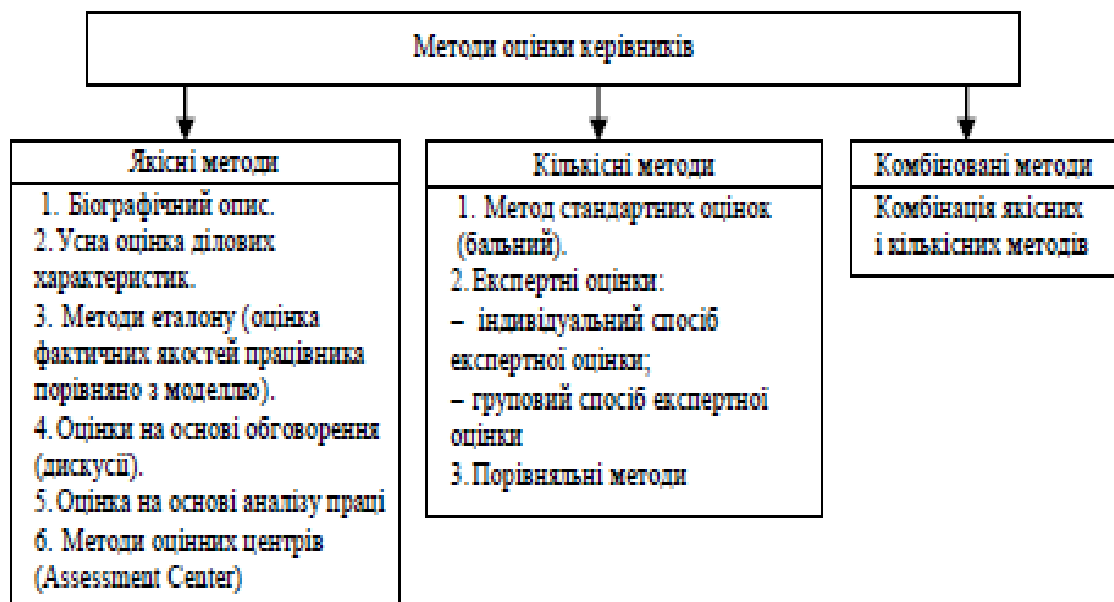 Методи оцінки керівників
Якісні методи
1. Біографічний опис.
2. Усна оцінка ділових
характеристик.
3. Методи еталону (оцінка
фактичних якостей працівника
порівняно з моделлю).
4. Оцінки на основі обговорення
(дискусії).
5. Оцінка на основі аналізу праці
6. Методи оцінних центрів
(Assessment Center)
Кількісні методи
1. Метод стандартних оцінок
(бальний).
2. Експертні оцінки:
– індивідуальний спосіб
експертної оцінки;
– груповий спосіб експертної
оцінки
3. Порівняльні методи
Комбіновані методи
Комбінація якісних
і кількісних методів